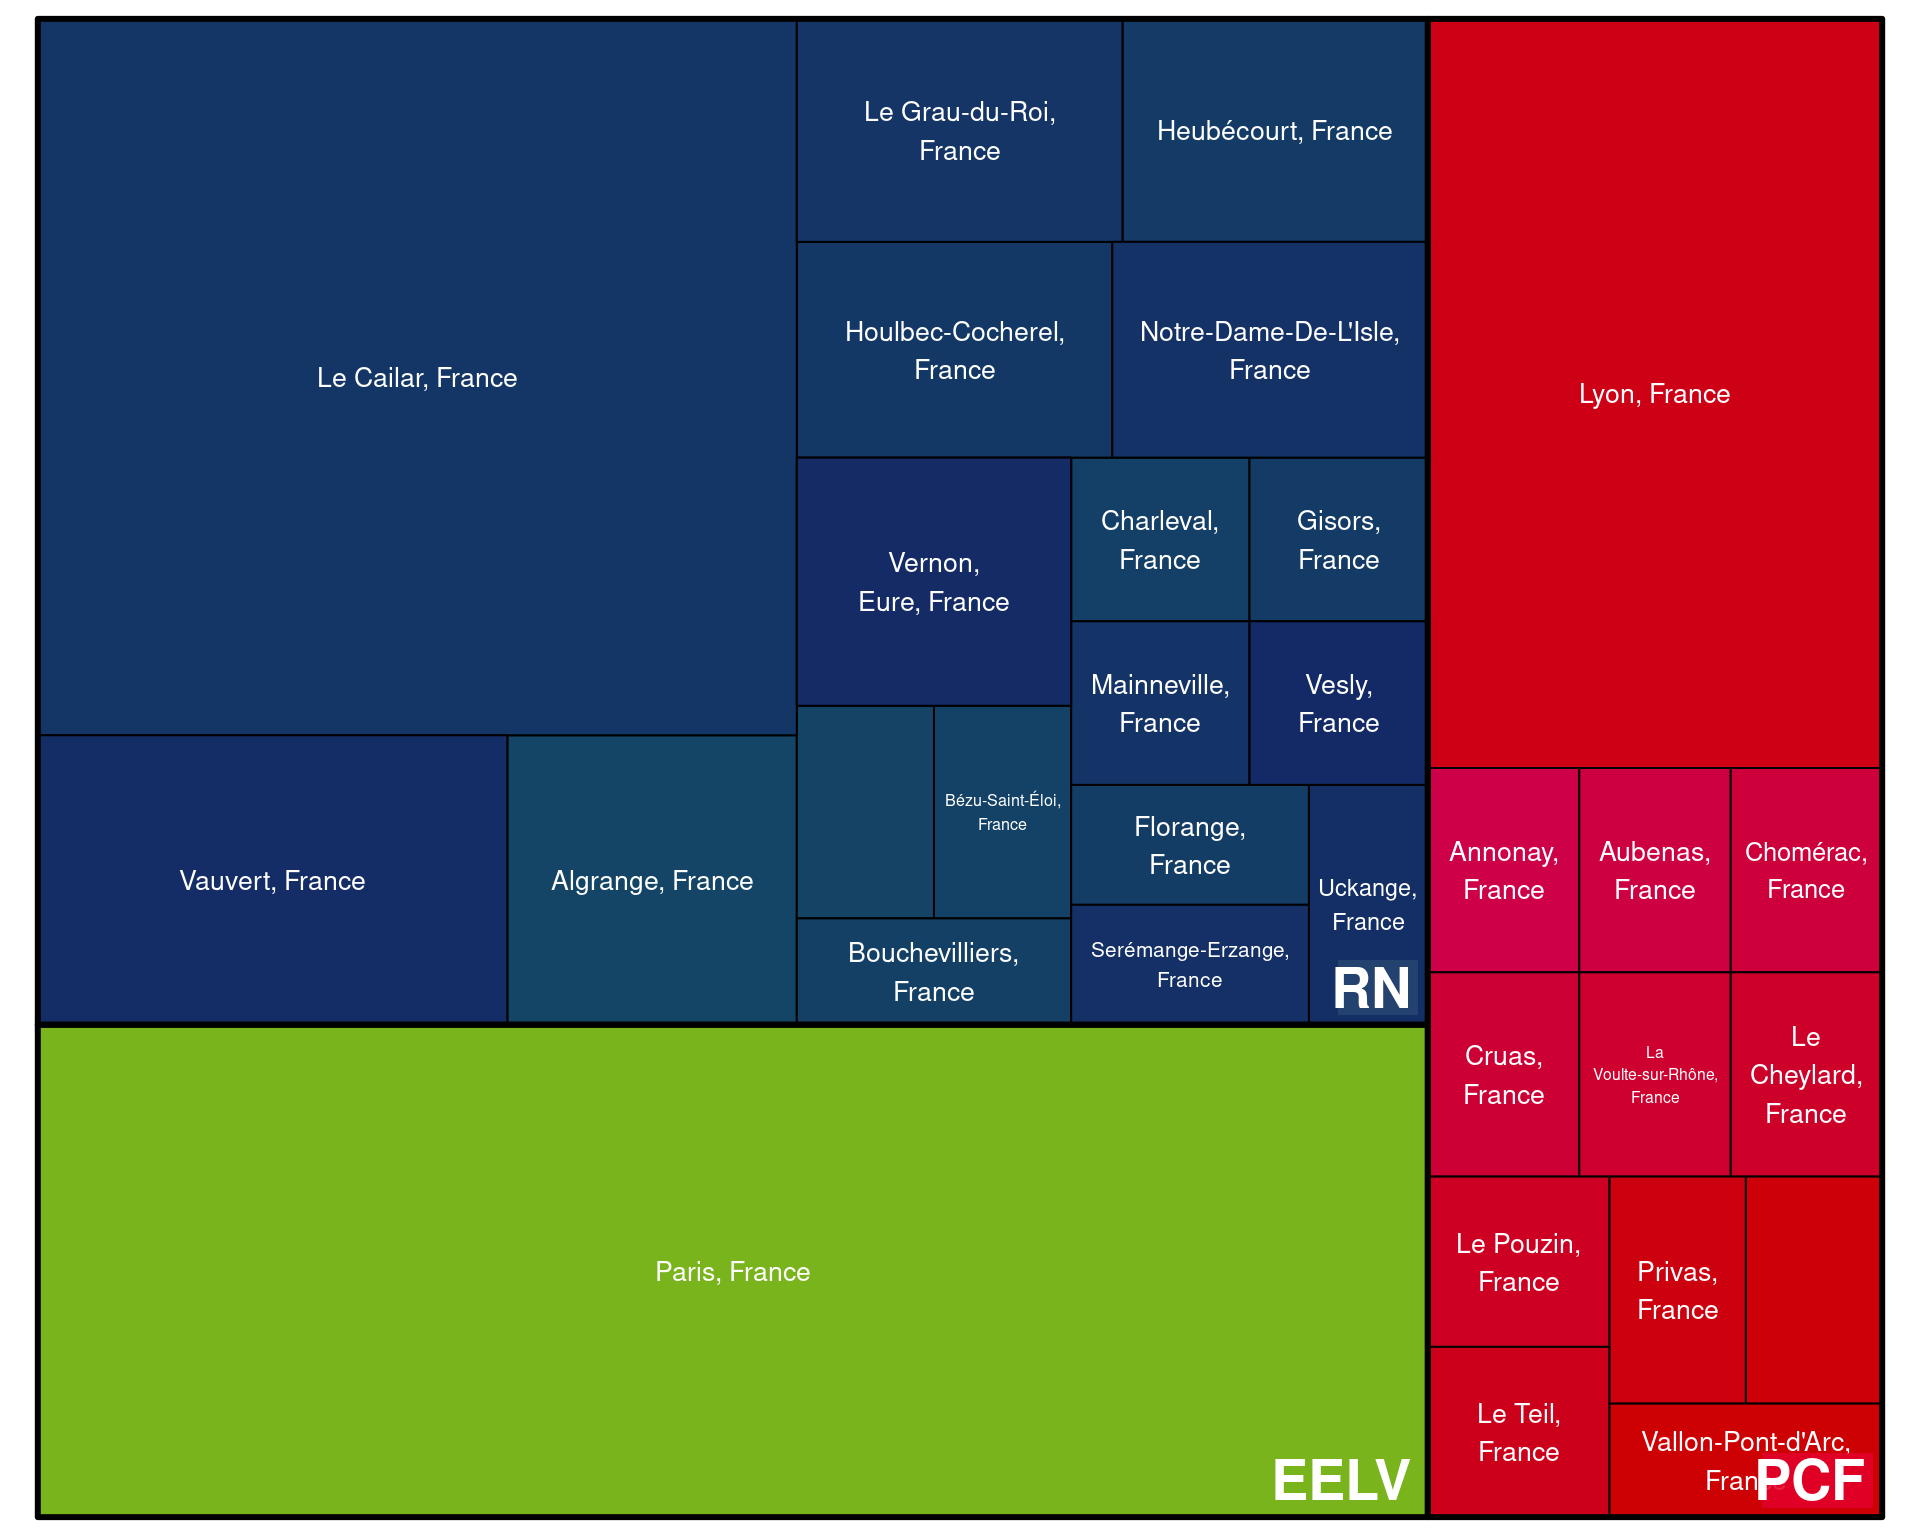 Le Cailar, France
Le Grau-du-Roi,
France
Heubécourt, France
Houlbec-Cocherel,
France
Notre-Dame-De-L'Isle,
France
Vernon,
Eure, France
Charleval,
France
Gisors,
France
Mainneville,
France
Vesly,
France
Vauvert, France
Algrange, France
Bézu-Saint-Éloi,
France
Bouchevilliers,
France
Florange,
France
Serémange-Erzange,
France
Uckange,
France
RN
Paris, France
EELV
Lyon, France
Annonay,
France
Aubenas,
France
Chomérac,
France
Cruas,
France
La
Voulte-sur-Rhône,
France
Le
Cheylard,
France
Le Pouzin,
France
Privas,
France
Le Teil,
France
Vallon-Pont-d'Arc,
France
PCF